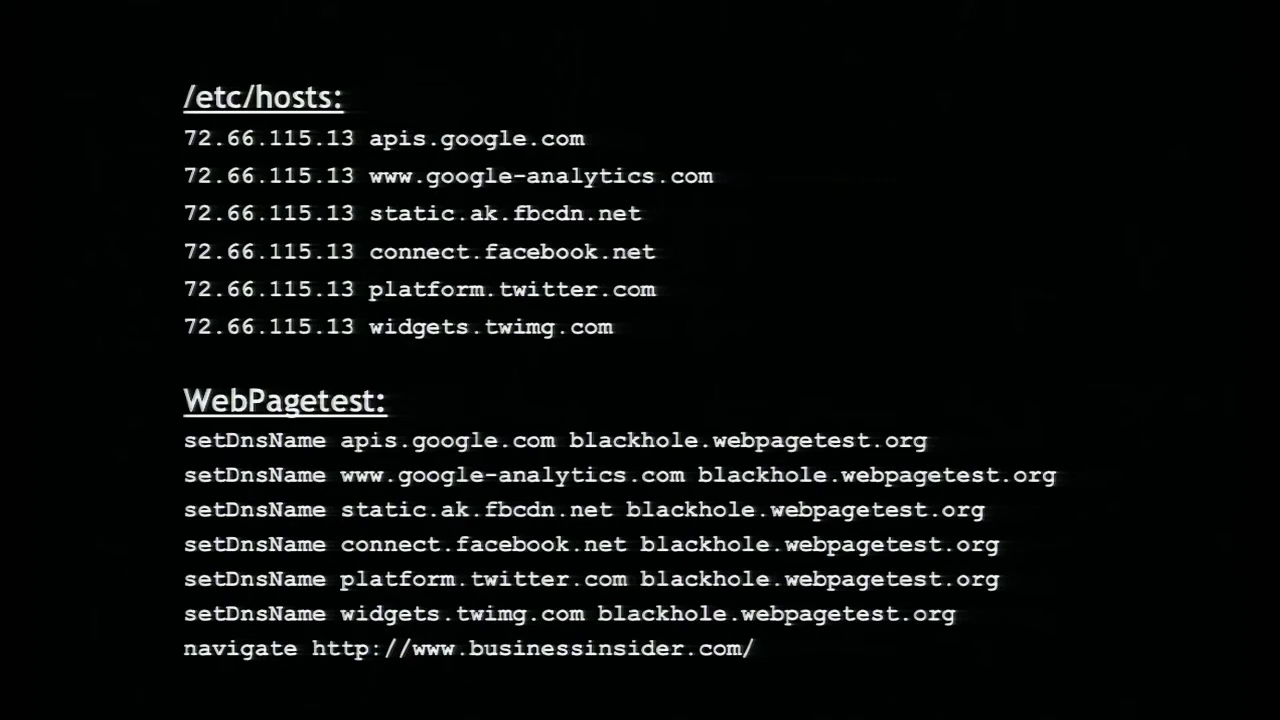 /etc/hosts:
72.66.115.13 apis.google.com
72.66.115.13 www.google-analytics.com
72.66.115.13 static.ak.fbcdn.net
72.66.115.13 connect.facebook.net
72.66.115.13 platform.twitter.com
72.66.115.13 widgets.twimg.com
WebPagetest:
setDnsName apis.google.com blackhole.webpagetest.org
setDnsName www.google-analytics.com blackhole.webpagetest.org
setDnsName static.ak.fbcdn.net blackhole.webpagetest.org
setDnsName connect.facebook.net blackhole.webpagetest.org
setDnsName platform.twitter.com blackhole.webpagetest.org
setDnsName widgets.twimg.com blackhole.webpagetest.org
navigate http://www.businessinsider.com/